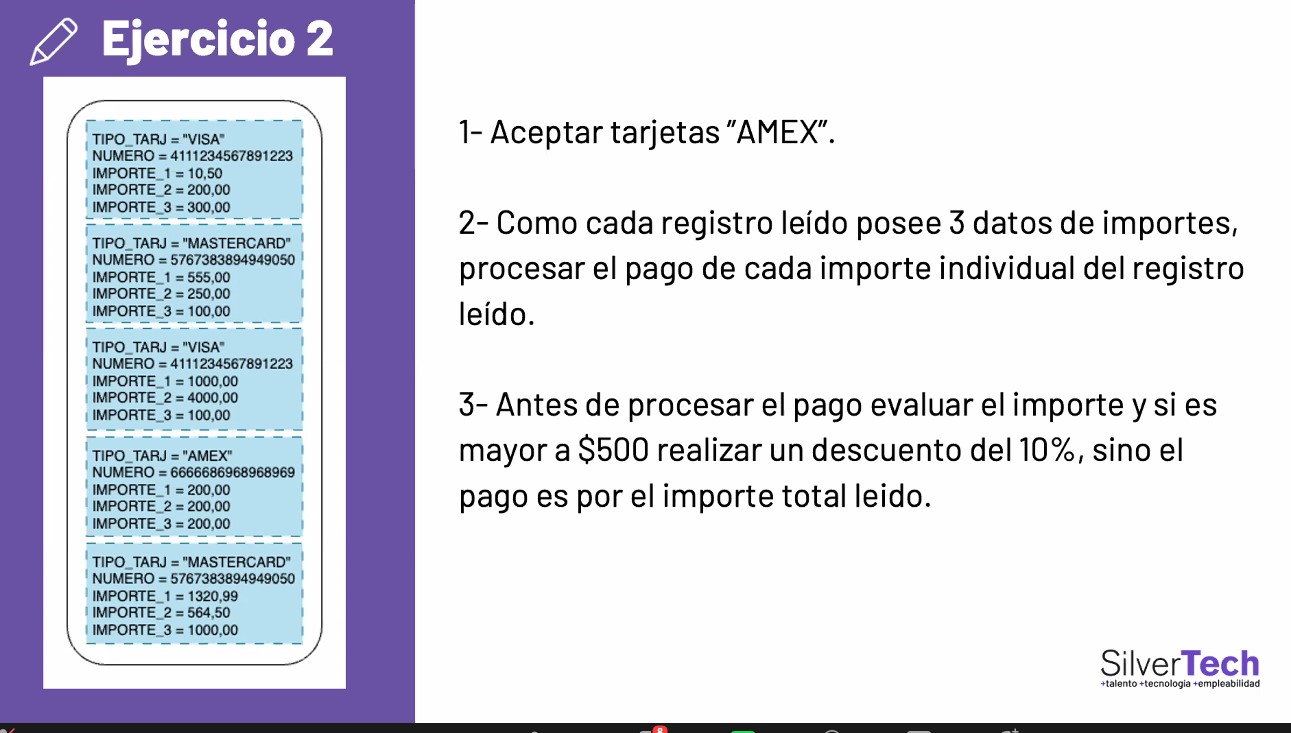 Ejercicio 2
TIPO_TARJ = "VISA"
NUMERO = 4111234567891223
IMPORTE_1 = 10,50
IMPORTE_2 = 200,00
IMPORTE_3 = 300,00
TIPO_TARJ = "MASTERCARD"
NUMERO = 5767383894949050
IMPORTE_1 = 555,00
IMPORTE_2 = 250,00
IMPORTE_3 = 100,00
TIPO_TARJ = "VISA"
NUMERO = 4111234567891223
IMPORTE_1 = 1000,00
IMPORTE_2 = 4000,00
IMPORTE_3 = 100,00
TIPO_TARJ = "AMEX"
NUMERO = 6666686968968969
IMPORTE_1 = 200,00
IMPORTE_2 = 200,00
IMPORTE_3 = 200,00
TIPO_TARJ = "MASTERCARD"
NUMERO = 5767383894949050
IMPORTE_1 = 1320,99
IMPORTE_2 = 564,50
IMPORTE_3 = 1000,00
1- Aceptar tarjetas "AMEX".
2- Como cada registro leído posee 3 datos de importes,
procesar el pago de cada importe individual del registro
leído.
3- Antes de procesar el pago evaluar el importe y si es
mayor a $500 realizar un descuento del 10%, sino el
pago es por el importe total leido.
SilverTech
+talento +tecnología +empleabilidad
8